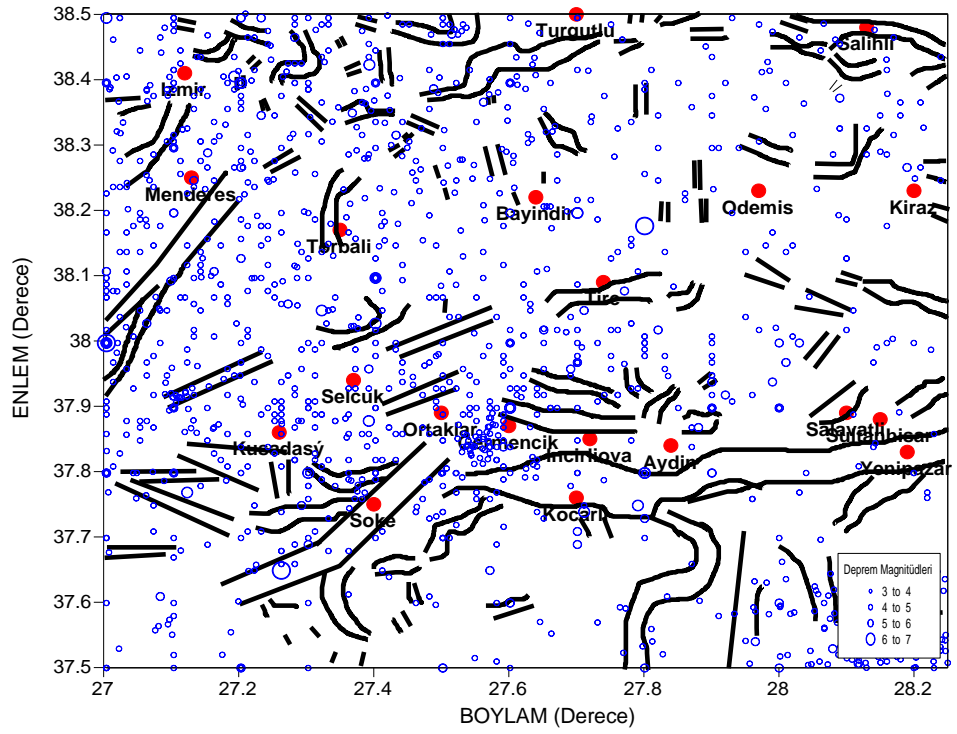 38.5
38.4
38.3
38.2
38.1
38
37.9
37.8
37.7
37.6
37.5
ENLEM (Derece)
27
27.2
27.4
27.6
27.8
28
28.2
BOYLAM (Derece)
Turgutlu
Salihli
Izmir
Menderes
Bayindir
Odemis
Kiraz
Torbali
Tire
Selcuk
Ortaklar
Germencik
Kusadasý
Incirliova
Aydin
Salavatli
Sultanhisar
Yenipazar
Soke
Kocarli
Deprem Magnitüdleri
3 to 4
4 to 5
5 to 6
6 to 7